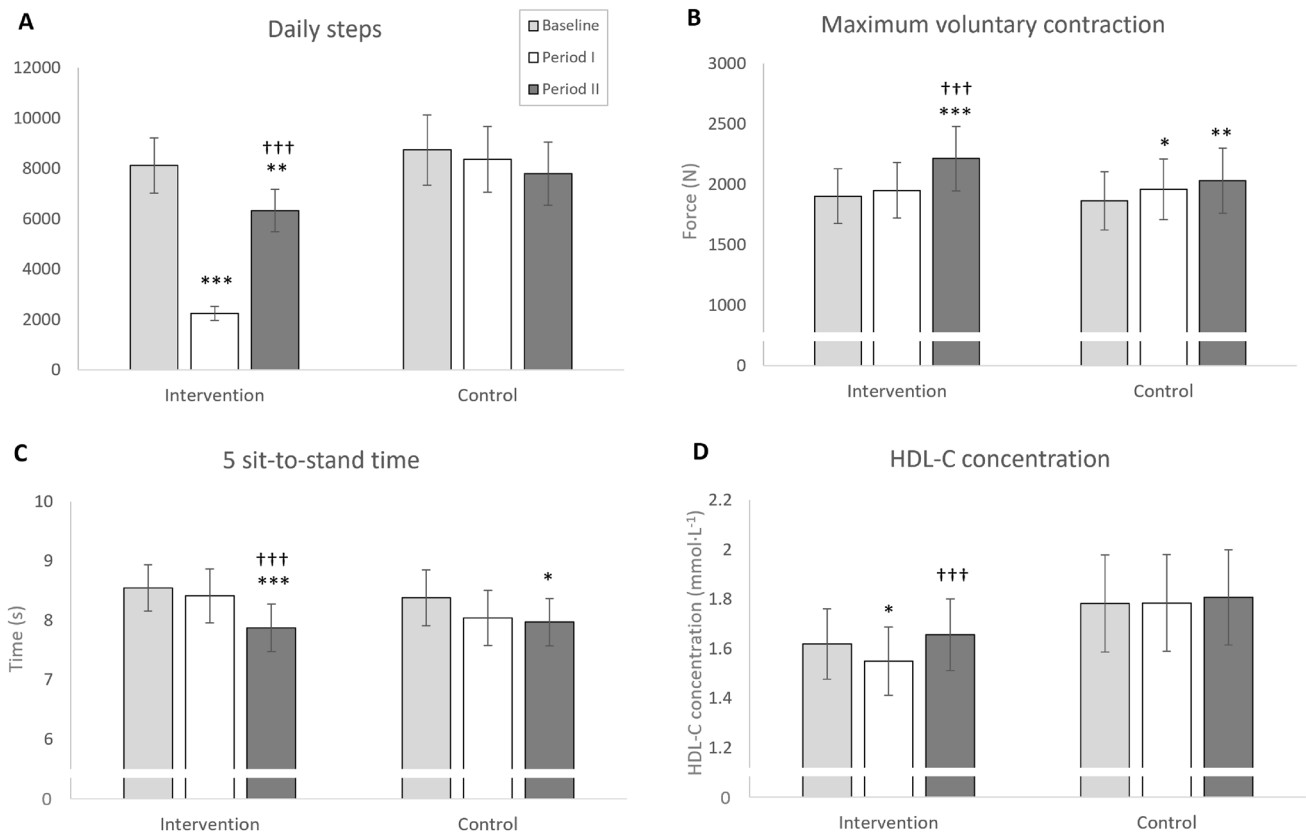 A
Daily steps
Baseline
Period I
Period II
12000
10000
8000
6000
4000
2000
0
†††
**
***
Intervention
Control
B
Maximum voluntary contraction
Force (N)
3000
2500
2000
1500
1000
0
†††
***
*
**
Intervention
Control
C
5 sit-to-stand time
Time (s)
10
9
8
7
6
0
†††
***
*
Intervention
Control
D
HDL-C concentration
HDL-C concentration (mmol·L⁻¹)
2.2
2
1.8
1.6
1.4
1.2
0
*
†††
Intervention
Control